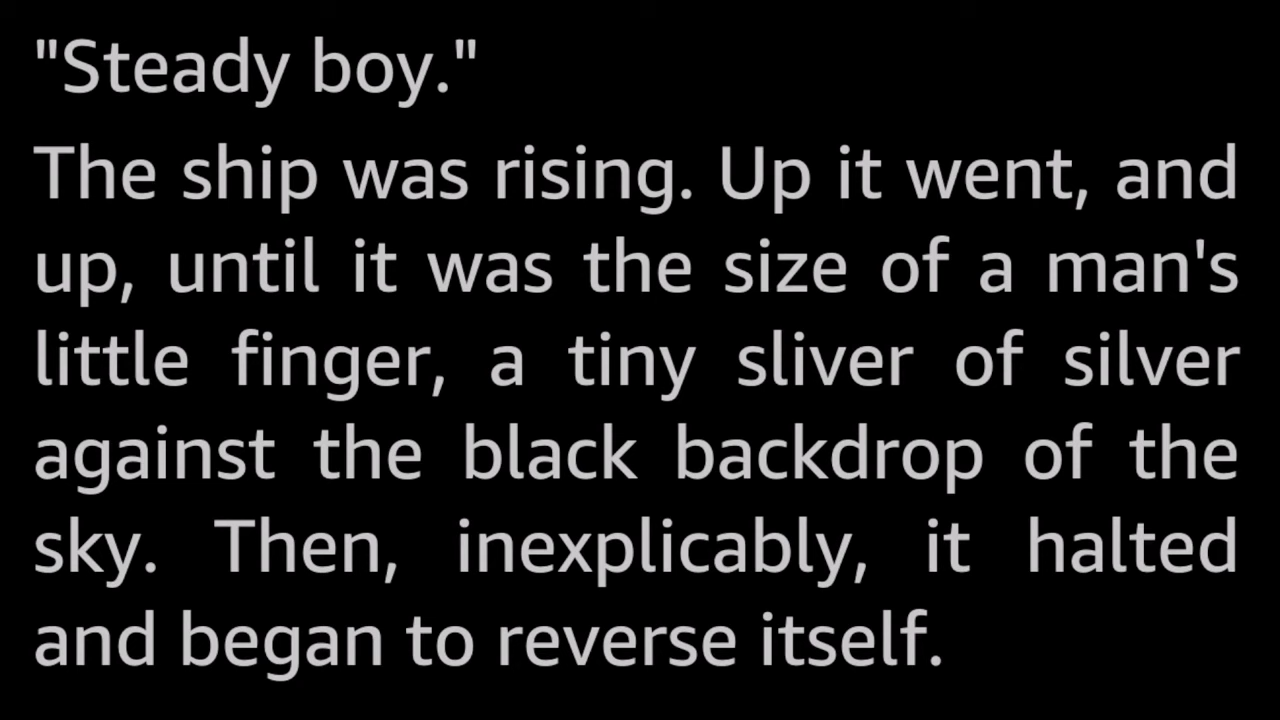 "Steady boy."
The ship was rising. Up it went, and
up, until it was the size of a man's
little finger, a tiny sliver of silver
against the black backdrop of the
sky. Then, inexplicably, it halted
and began to reverse itself.